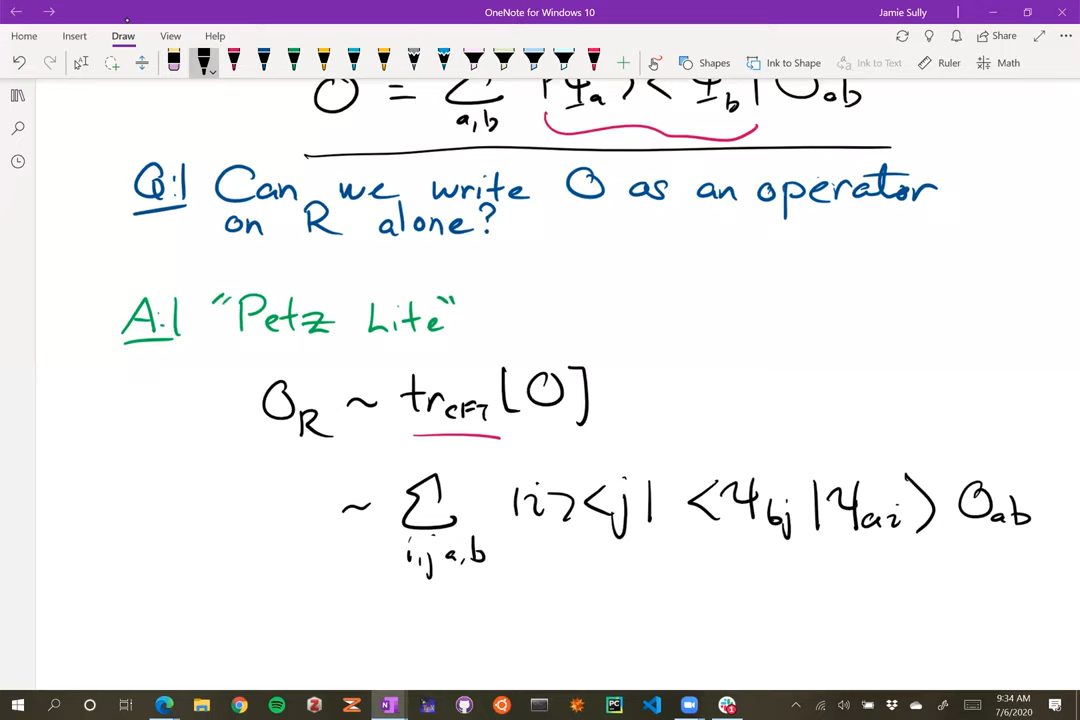 OneNote for Windows 10
Jamie Sully
Home Insert Draw View Help
Share
Shapes Ink to Shape Ink to Text Ruler Math
O = ∑ |Ψa><Ψb| Oab
a,b
Q:1 Can we write O as an operator
on R alone?
A:1 "Petz Lite"
OR ~ trCFT [O]
~ ∑ |i><j| <ψbj|ψai> Oab
i,j a,b
9:34 AM
7/6/2020